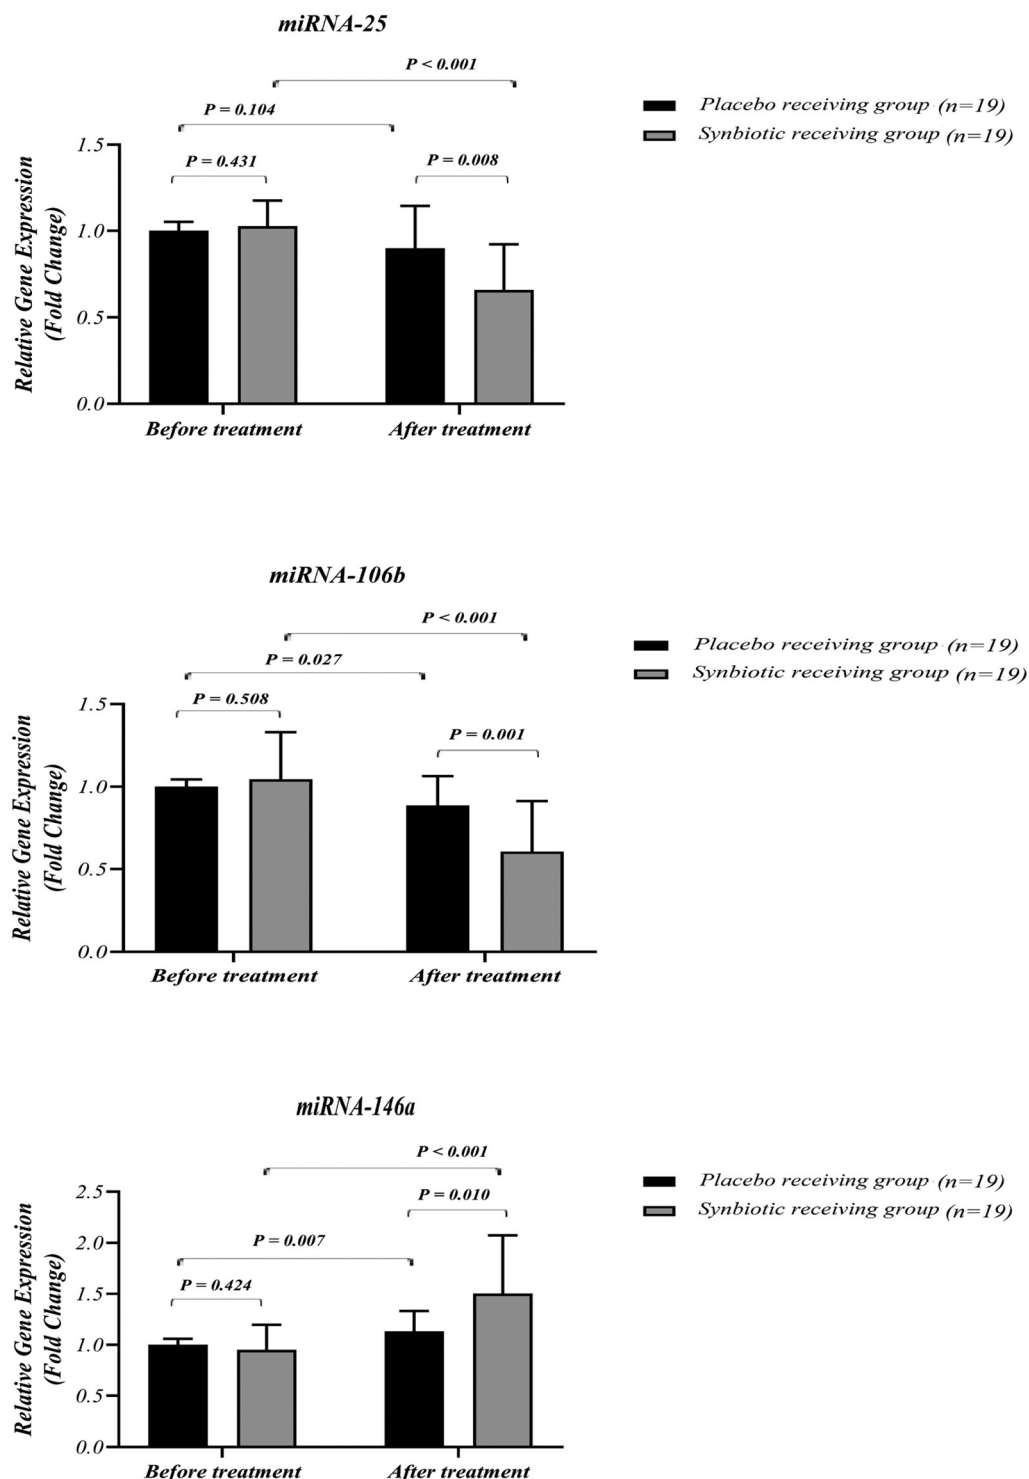 miRNA-25
P < 0.001
P = 0.104
P = 0.431
P = 0.008
Placebo receiving group (n=19)
Synbiotic receiving group (n=19)
Relative Gene Expression
(Fold Change)
1.5
1.0
0.5
0.0
Before treatment
After treatment
miRNA-106b
P < 0.001
P = 0.027
P = 0.508
P = 0.001
Placebo receiving group (n=19)
Synbiotic receiving group (n=19)
Relative Gene Expression
(Fold Change)
1.5
1.0
0.5
0.0
Before treatment
After treatment
miRNA-146a
P < 0.001
P = 0.010
P = 0.007
P = 0.424
Placebo receiving group (n=19)
Synbiotic receiving group (n=19)
Relative Gene Expression
(Fold Change)
2.5
2.0
1.5
1.0
0.5
0.0
Before treatment
After treatment